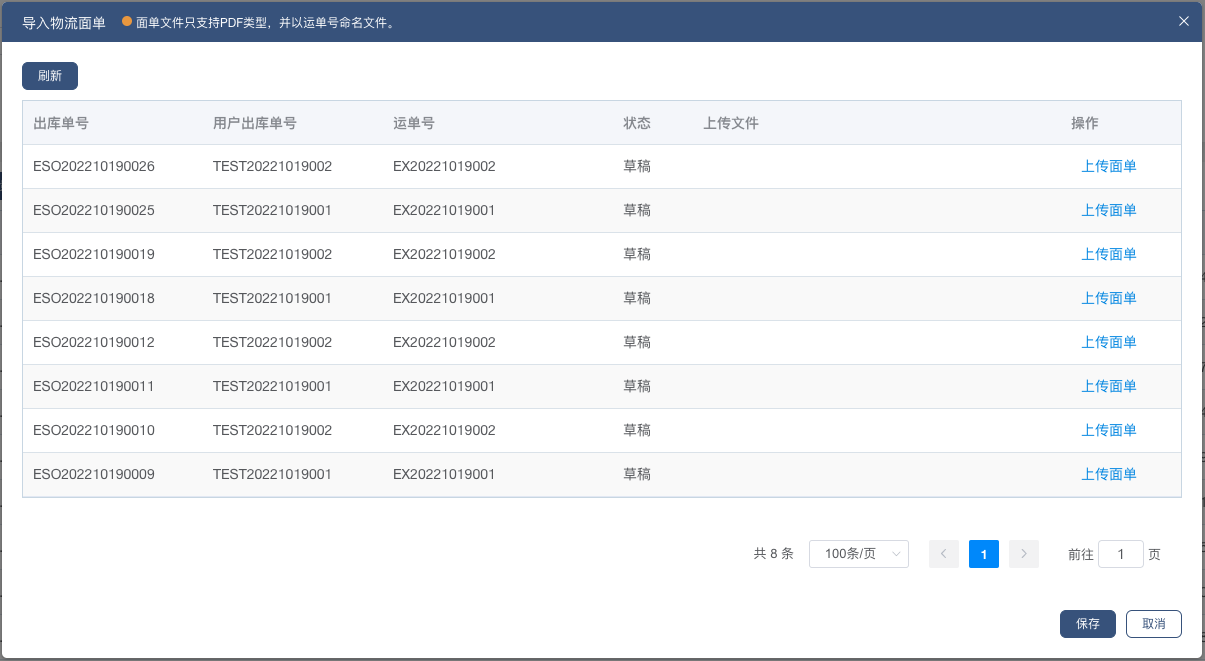 导入物流面单 面单文件只支持PDF类型，并以运单号命名文件。
刷新
出库单号 用户出库单号 运单号 状态 上传文件 操作
ESO202210190026 TEST20221019002 EX20221019002 草稿 上传面单
ESO202210190025 TEST20221019001 EX20221019001 草稿 上传面单
ESO202210190019 TEST20221019002 EX20221019002 草稿 上传面单
ESO202210190018 TEST20221019001 EX20221019001 草稿 上传面单
ESO202210190012 TEST20221019002 EX20221019002 草稿 上传面单
ESO202210190011 TEST20221019001 EX20221019001 草稿 上传面单
ESO202210190010 TEST20221019002 EX20221019002 草稿 上传面单
ESO202210190009 TEST20221019001 EX20221019001 草稿 上传面单
共 8 条 100条/页 1 前往 1 页
保存 取消